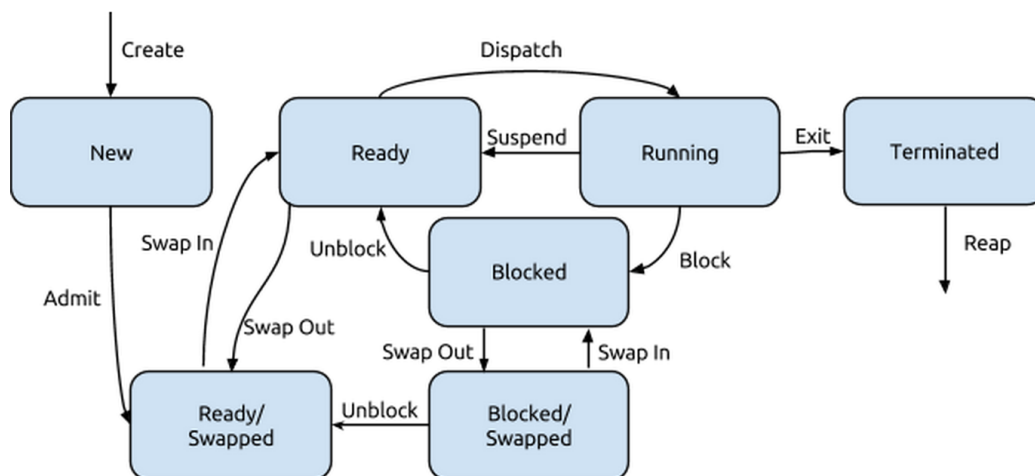 Create
Dispatch
New
Ready
Suspend
Running
Exit
Terminated
Swap In
Unblock
Blocked
Block
Reap
Admit
Swap Out
Swap Out
Swap In
Ready/
Swapped
Unblock
Blocked/
Swapped